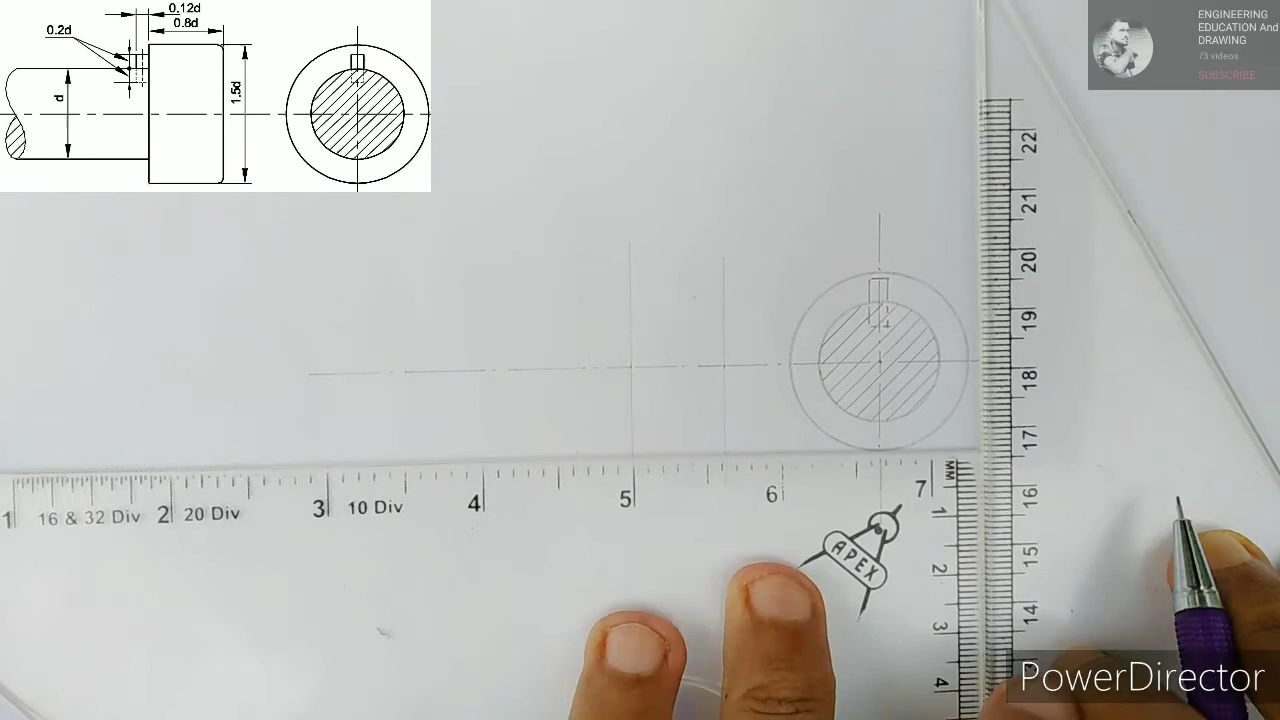 0.12d
0.8d
0.2d
d
1.5d
ENGINEERING
EDUCATION And
DRAWING
73 videos
SUBSCRIBE
22
21
20
19
18
17
16
15
14
1 16 & 32 Div 2 20 Div 3 10 Div 4 5 6 7
MM
1
2
3
4
APEX
PowerDirector